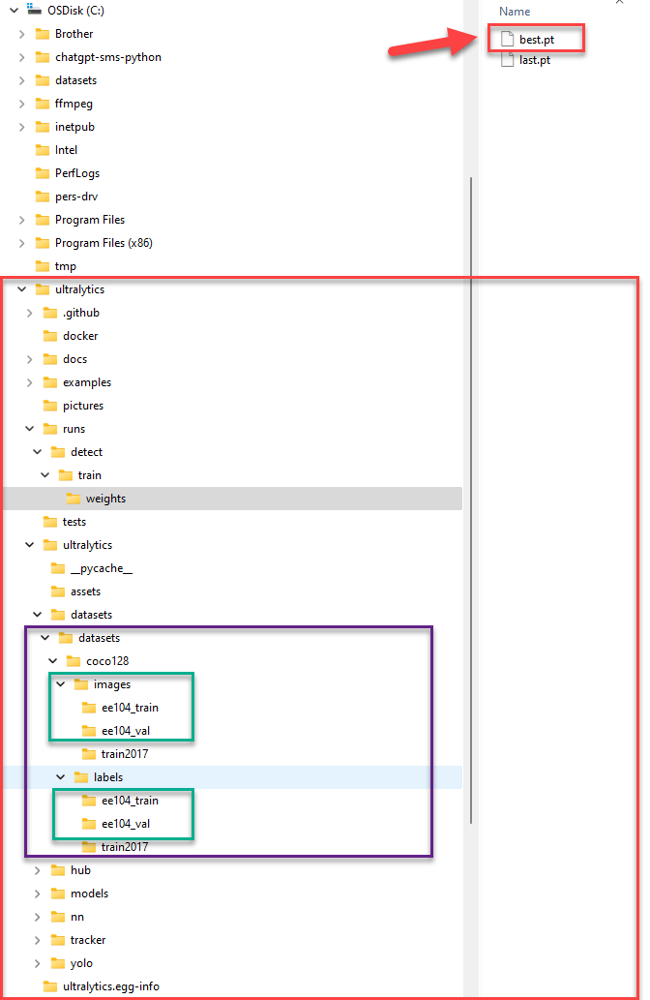 OSDisk (C:)
Brother
chatgpt-sms-python
datasets
ffmpeg
inetpub
Intel
PerfLogs
pers-drv
Program Files
Program Files (x86)
tmp
ultralytics
.github
docker
docs
examples
pictures
runs
detect
train
weights
tests
ultralytics
__pycache__
assets
datasets
datasets
coco128
images
ee104_train
ee104_val
train2017
labels
ee104_train
ee104_val
train2017
hub
models
nn
tracker
yolo
ultralytics.egg-info
Name
best.pt
last.pt